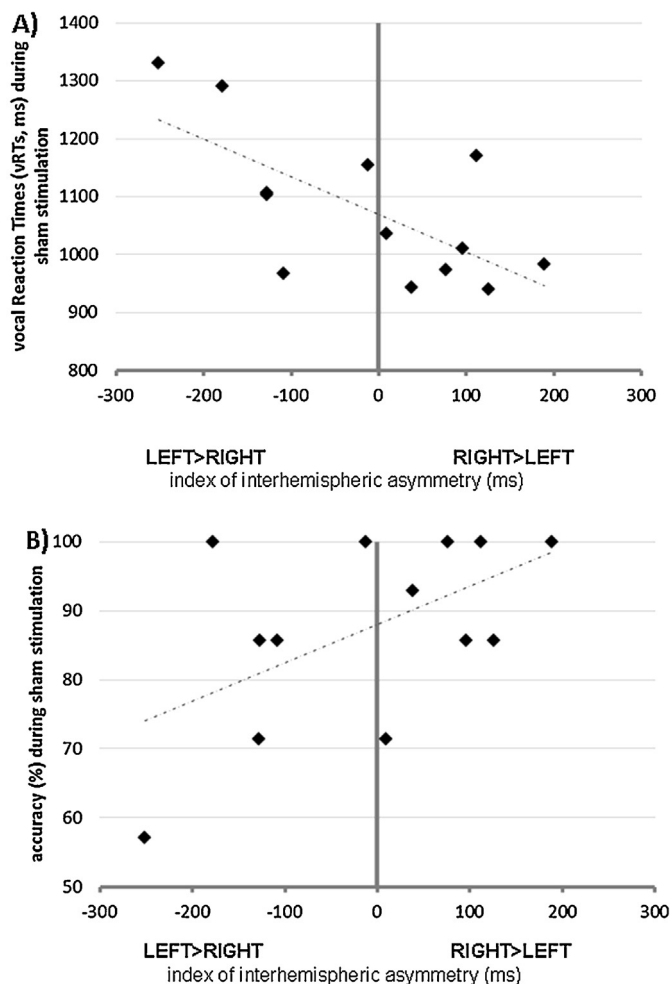 A)
vocal Reaction Times (vRTs, ms) during
sham stimulation
1400
1300
1200
1100
1000
900
800
-300 -200 -100 0 100 200 300
LEFT>RIGHT RIGHT>LEFT
index of interhemispheric asymmetry (ms)
B)
accuracy (%) during sham stimulation
100
90
80
70
60
50
-300 -200 -100 0 100 200 300
LEFT>RIGHT RIGHT>LEFT
index of interhemispheric asymmetry (ms)